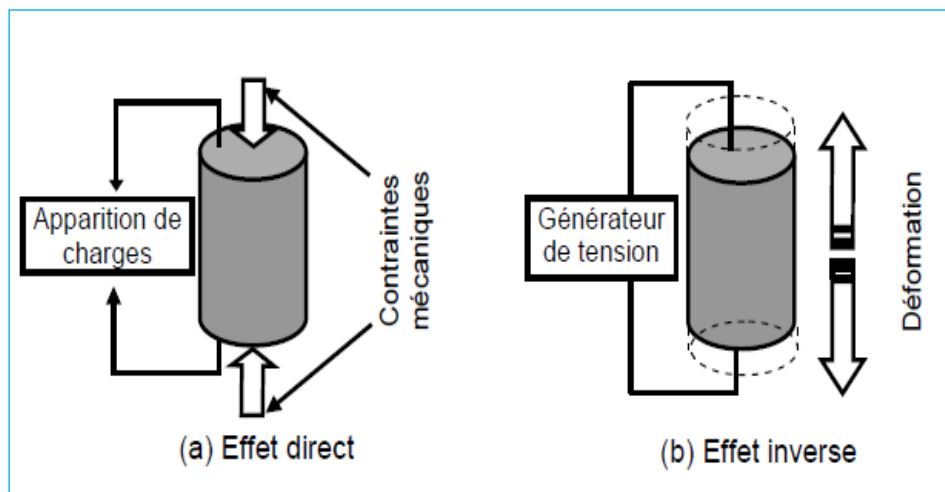 Apparition de
charges
Contraintes
mécaniques
(a) Effet direct
Générateur
de tension
Déformation
(b) Effet inverse